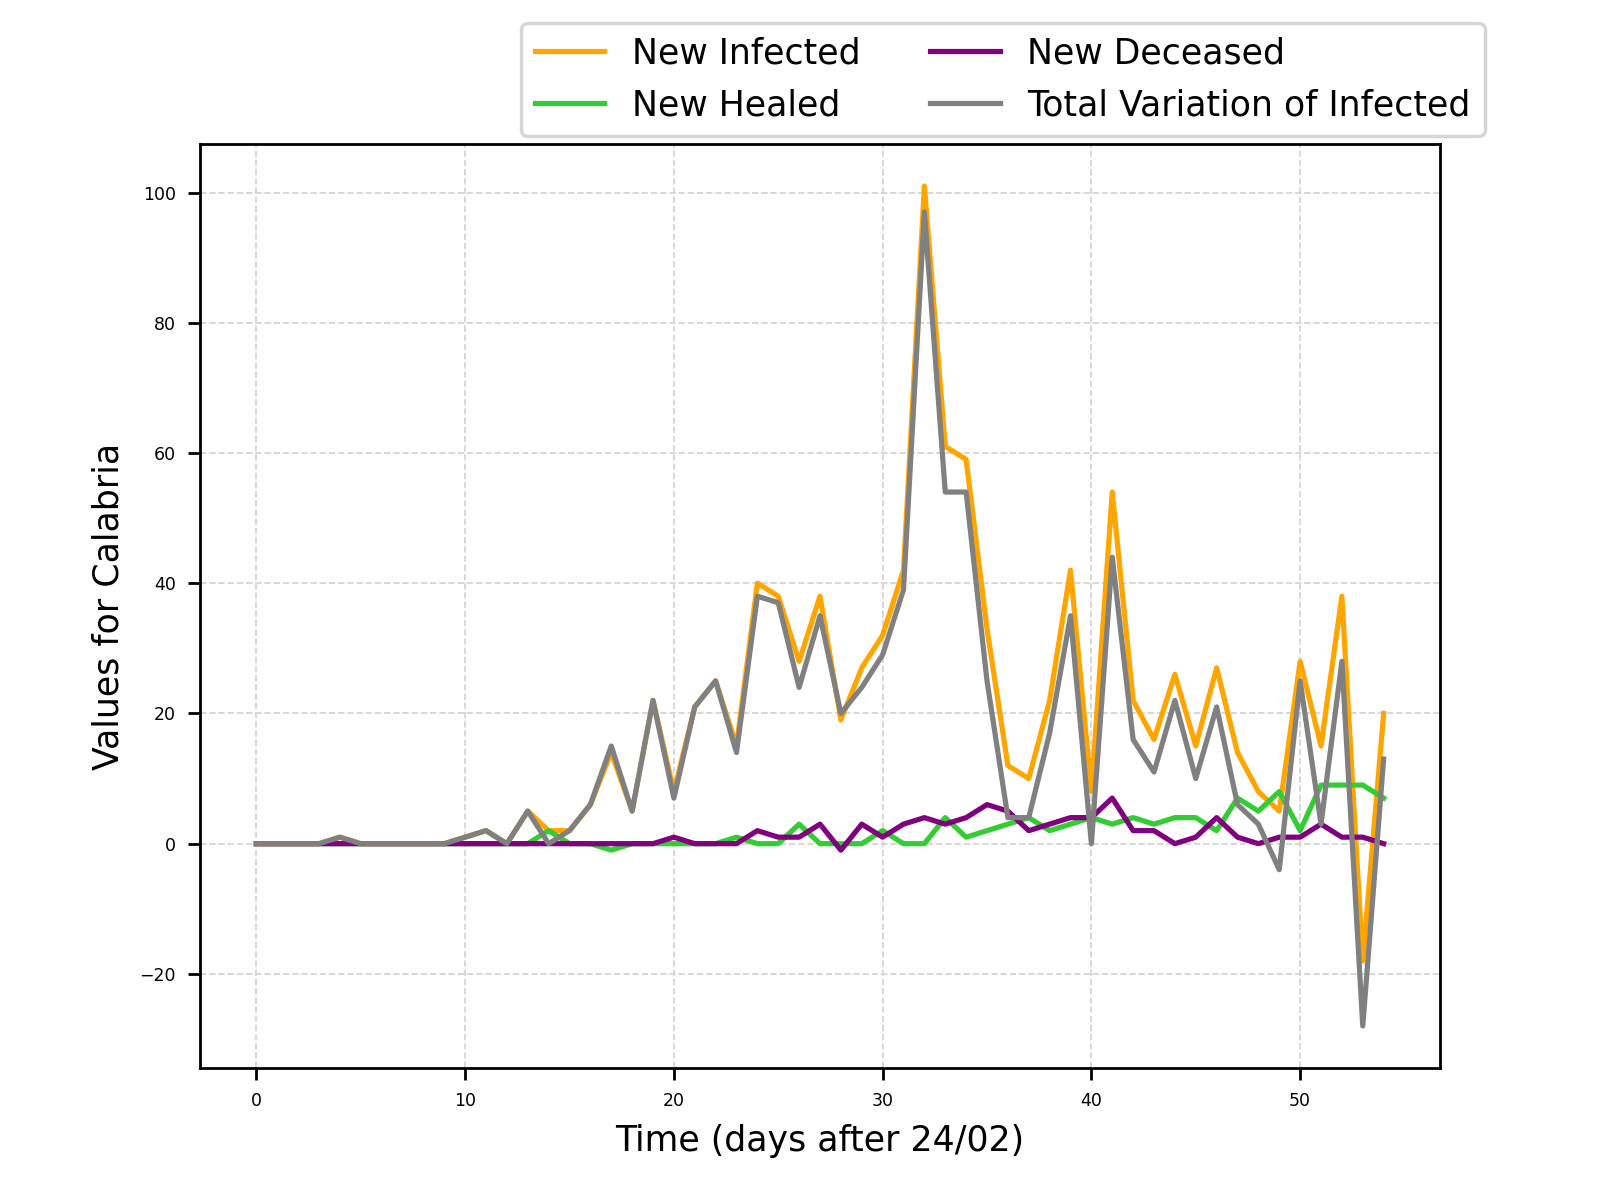 New Infected
New Healed
New Deceased
Total Variation of Infected
Values for Calabria
100
80
60
40
20
0
−20
0 10 20 30 40 50
Time (days after 24/02)